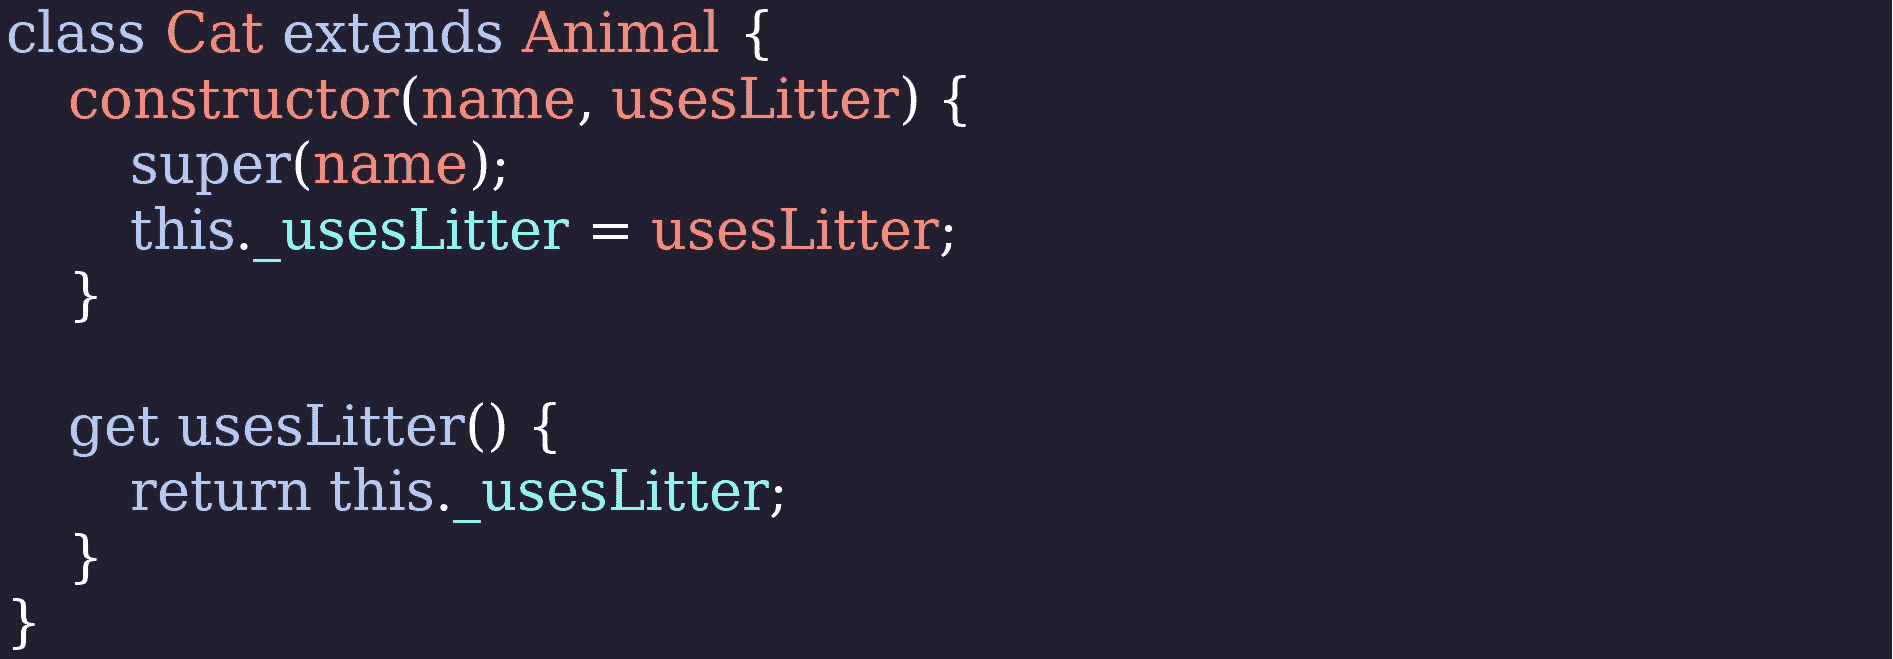 class Cat extends Animal {
  constructor(name, usesLitter) {
    super(name);
    this._usesLitter = usesLitter;
  }

  get usesLitter() {
    return this._usesLitter;
  }
}